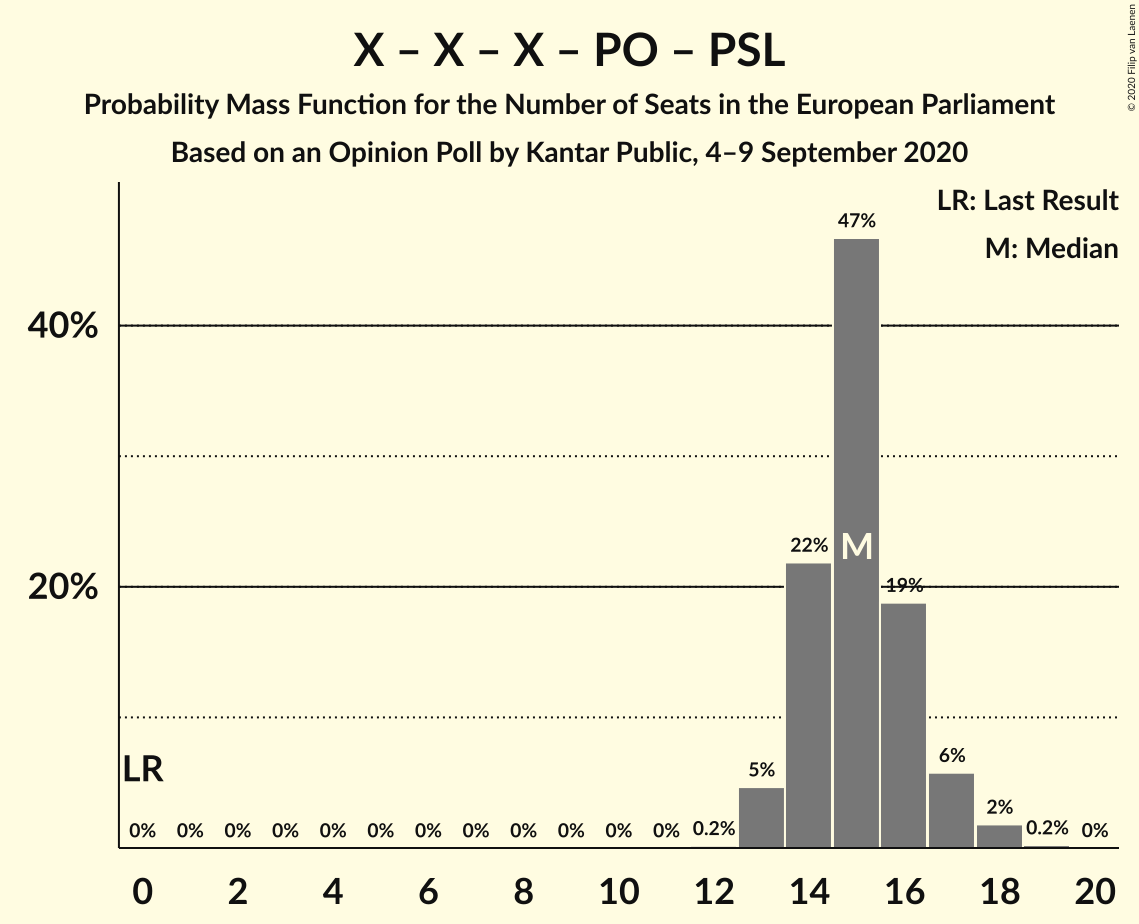 X – X – X – PO – PSL
Probability Mass Function for the Number of Seats in the European Parliament
Based on an Opinion Poll by Kantar Public, 4–9 September 2020
© 2020 Filip van Laenen
LR: Last Result
M: Median
40%
20%
47%
22%
M
19%
LR
5%
6%
2%
0% 0% 0% 0% 0% 0% 0% 0% 0% 0% 0% 0% 0.2% 0.2% 0%
0 2 4 6 8 10 12 14 16 18 20